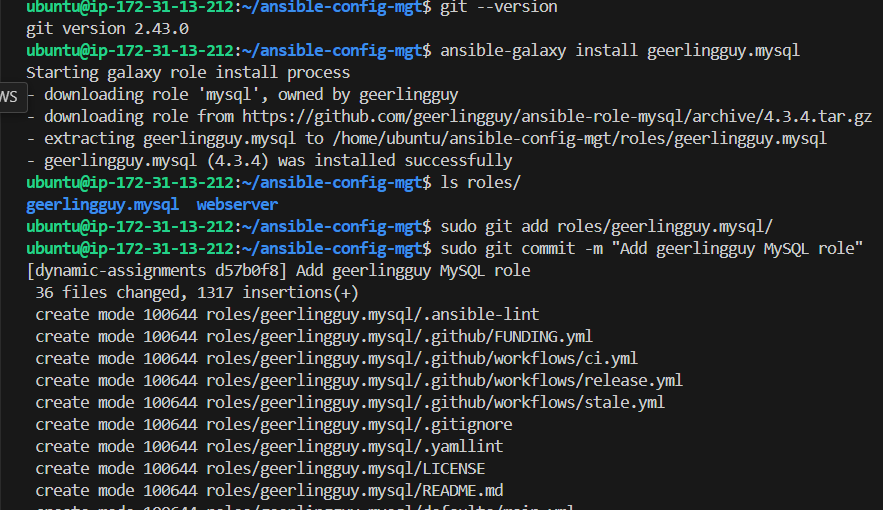 ubuntu@ip-172-31-13-212:~/ansible-config-mgt$ git --version
git version 2.43.0
ubuntu@ip-172-31-13-212:~/ansible-config-mgt$ ansible-galaxy install geerlingguy.mysql
Starting galaxy role install process
WS
- downloading role 'mysql', owned by geerlingguy
- downloading role from https://github.com/geerlingguy/ansible-role-mysql/archive/4.3.4.tar.gz
- extracting geerlingguy.mysql to /home/ubuntu/ansible-config-mgt/roles/geerlingguy.mysql
- geerlingguy.mysql (4.3.4) was installed successfully
ubuntu@ip-172-31-13-212:~/ansible-config-mgt$ ls roles/
geerlingguy.mysql  webserver
ubuntu@ip-172-31-13-212:~/ansible-config-mgt$ sudo git add roles/geerlingguy.mysql/
ubuntu@ip-172-31-13-212:~/ansible-config-mgt$ sudo git commit -m "Add geerlingguy MySQL role"
[dynamic-assignments d57b0f8] Add geerlingguy MySQL role
 36 files changed, 1317 insertions(+)
 create mode 100644 roles/geerlingguy.mysql/.ansible-lint
 create mode 100644 roles/geerlingguy.mysql/.github/FUNDING.yml
 create mode 100644 roles/geerlingguy.mysql/.github/workflows/ci.yml
 create mode 100644 roles/geerlingguy.mysql/.github/workflows/release.yml
 create mode 100644 roles/geerlingguy.mysql/.github/workflows/stale.yml
 create mode 100644 roles/geerlingguy.mysql/.gitignore
 create mode 100644 roles/geerlingguy.mysql/.yamllint
 create mode 100644 roles/geerlingguy.mysql/LICENSE
 create mode 100644 roles/geerlingguy.mysql/README.md
 create mode 100644 roles/geerlingguy.mysql/defaults/main.yml